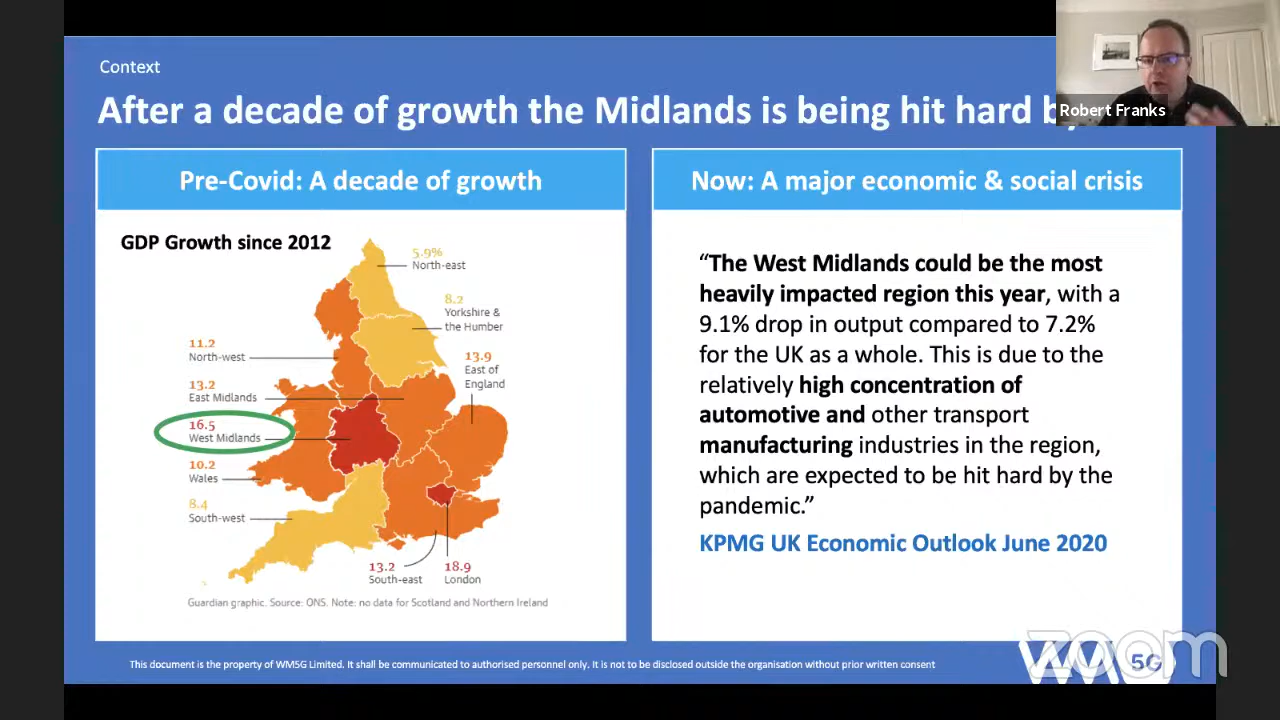 Context
After a decade of growth the Midlands is being hit hard
Robert Franks
Pre-Covid: A decade of growth
GDP Growth since 2012
5.9%
North-east
8.2
Yorkshire &
the Humber
11.2
North-west
13.9
East of
England
13.2
East Midlands
16.5
West Midlands
10.2
Wales
8.4
South-west
13.2
South-east
18.9
London
Guardian graphic. Source: ONS. Note: no data for Scotland and Northern Ireland
Now: A major economic & social crisis
“The West Midlands could be the most
heavily impacted region this year, with a
9.1% drop in output compared to 7.2%
for the UK as a whole. This is due to the
relatively high concentration of
automotive and other transport
manufacturing industries in the region,
which are expected to be hit hard by the
pandemic.”
KPMG UK Economic Outlook June 2020
This document is the property of WM5G Limited. It shall be communicated to authorised personnel only. It is not to be disclosed outside the organisation without prior written consent
WM 5G
zoom